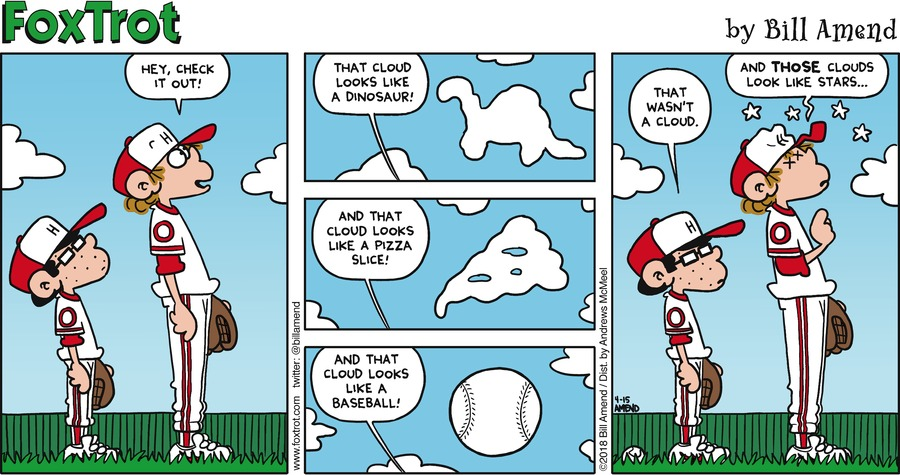 FoxTrot
by Bill Amend
HEY, CHECK
IT OUT!
THAT CLOUD
LOOKS LIKE
A DINOSAUR!
AND THAT
CLOUD LOOKS
LIKE A PIZZA
SLICE!
AND THAT
CLOUD LOOKS
LIKE A
BASEBALL!
www.foxtrot.com twitter: @billamend
THAT
WASN'T
A CLOUD.
AND THOSE CLOUDS
LOOK LIKE STARS...
H
O
H
O
H
O
O
4-15
AMEND
©2018 Bill Amend / Dist. by Andrews McMeel